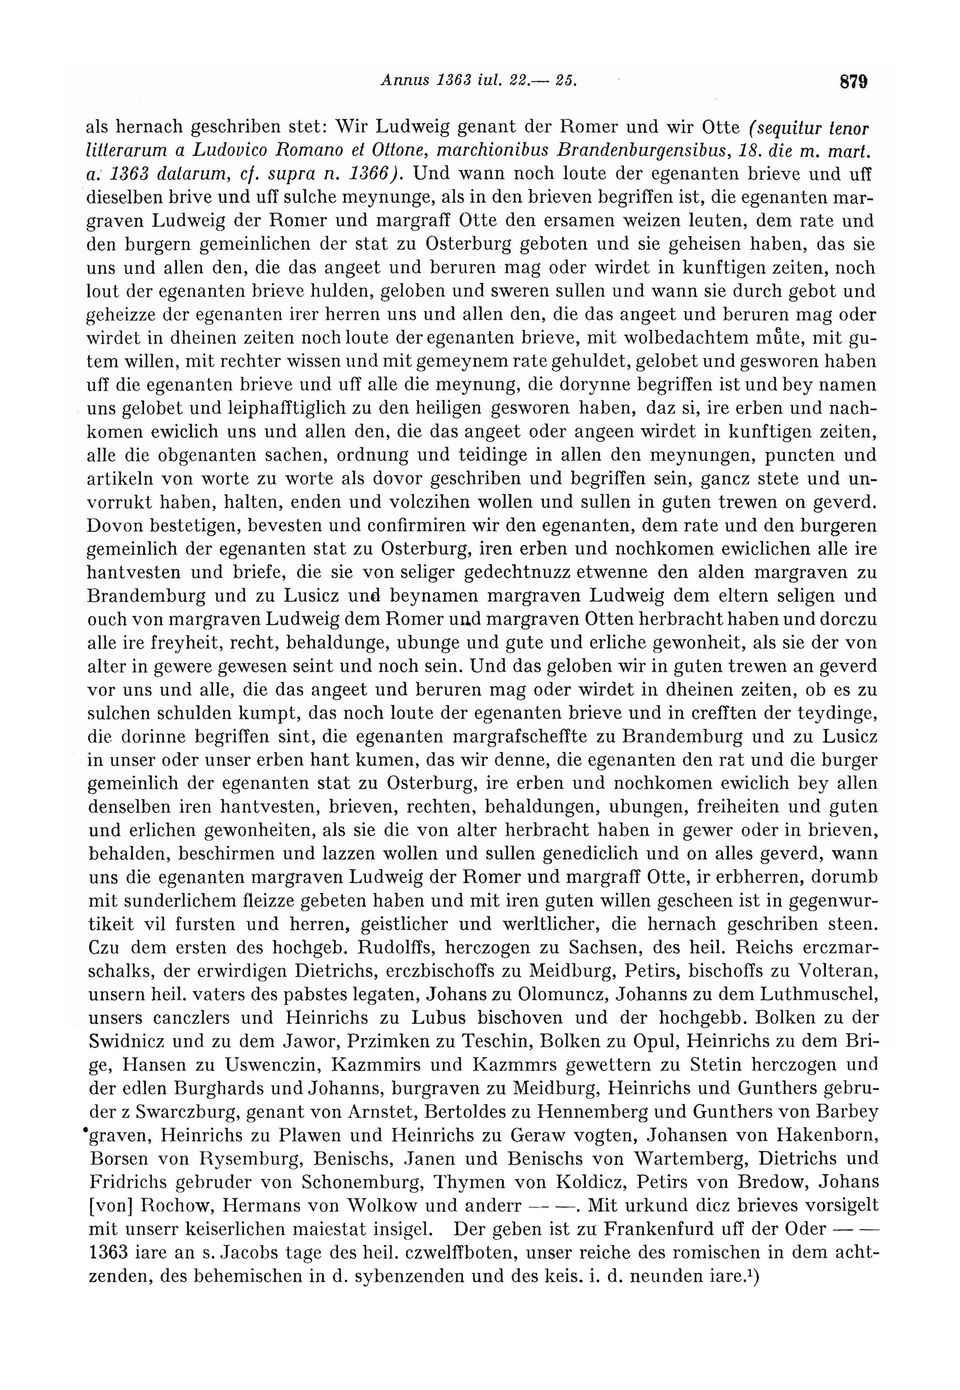 Annus 1363 iul. 22.— 25. 879
als hernach geschriben stet: Wir Ludweig genant der Romer und wir Otte (sequitur tenor
litterarum a Ludovico Romano et Ottone, marchionibus Brandenburgensibus, 18. die m. mart.
a. 1363 datarum, cf. supra n. 1366). Und wann noch loute der egenanten brieve und uff
dieselben brive und uff sulche meynunge, als in den brieven begriffen ist, die egenanten mar-
graven Ludweig der Romer und margraff Otte den ersamen weizen leuten, dem rate und
den burgern gemeinlichen der stat zu Osterburg geboten und sie geheisen haben, das sie
uns und allen den, die das angeet und beruren mag oder wirdet in kunftigen zeiten, noch
lout der egenanten brieve hulden, geloben und sweren sullen und wann sie durch gebot und
geheizze der egenanten irer herren uns und allen den, die das angeet und beruren mag oder
wirdet in dheinen zeiten noch loute der egenanten brieve, mit wolbedachtem muͤte, mit gu-
tem willen, mit rechter wissen und mit gemeynem rate gehuldet, gelobet und gesworen haben
uff die egenanten brieve und uff alle die meynung, die dorynne begriffen ist und bey namen
uns gelobet und leiphafftiglich zu den heiligen gesworen haben, daz si, ire erben und nach-
komen ewiclich uns und allen den, die das angeet oder angeen wirdet in kunftigen zeiten,
alle die obgenanten sachen, ordnung und teidinge in allen den meynungen, puncten und
artikeln von worte zu worte als dovor geschriben und begriffen sein, gancz stete und un-
vorrukt haben, halten, enden und volczihen wollen und sullen in guten trewen on geverd.
Dovon bestetigen, bevesten und confirmiren wir den egenanten, dem rate und den burgeren
gemeinlich der egenanten stat zu Osterburg, iren erben und nochkomen ewiclichen alle ire
hantvesten und briefe, die sie von seliger gedechtnuzz etwenne den alden margraven zu
Brandemburg und zu Lusicz und beynamen margraven Ludweig dem eltern seligen und
ouch von margraven Ludweig dem Romer und margraven Otten herbracht haben und dorczu
alle ire freyheit, recht, behaldunge, ubunge und gute und erliche gewonheit, als sie der von
alter in gewere gewesen seint und noch sein. Und das geloben wir in guten trewen an geverd
vor uns und alle, die das angeet und beruren mag oder wirdet in dheinen zeiten, ob es zu
sulchen schulden kumpt, das noch loute der egenanten brieve und in crefften der teydinge,
die dorinne begriffen sint, die egenanten margrafscheffte zu Brandemburg und zu Lusicz
in unser oder unser erben hant kumen, das wir denne, die egenanten den rat und die burger
gemeinlich der egenanten stat zu Osterburg, ire erben und nochkomen ewiclich bey allen
denselben iren hantvesten, brieven, rechten, behaldungen, ubungen, freiheiten und guten
und erlichen gewonheiten, als sie die von alter herbracht haben in gewer oder in brieven,
behalden, beschirmen und lazzen wollen und sullen genediclich und on alles geverd, wann
uns die egenanten margraven Ludweig der Romer und margraff Otte, ir erbherren, dorumb
mit sunderlichem fleizze gebeten haben und mit iren guten willen gescheen ist in gegenwur-
tikeit vil fursten und herren, geistlicher und werltlicher, die hernach geschriben steen.
Czu dem ersten des hochgeb. Rudolffs, herczogen zu Sachsen, des heil. Reichs erczmar-
schalks, der erwirdigen Dietrichs, erczbischoffs zu Meidburg, Petirs, bischoffs zu Volteran,
unsern heil. vaters des pabstes legaten, Johans zu Olomuncz, Johanns zu dem Luthmuschel,
unsers canczlers und Heinrichs zu Lubus bischoven und der hochgebb. Bolken zu der
Swidnicz und zu dem Jawor, Przimken zu Teschin, Bolken zu Opul, Heinrichs zu dem Bri-
ge, Hansen zu Uswenczin, Kazmmirs und Kazmmrs gewettern zu Stetin herczogen und
der edlen Burghards und Johanns, burgraven zu Meidburg, Heinrichs und Gunthers gebru-
der z Swarczburg, genant von Arnstet, Bertoldes zu Hennemberg und Gunthers von Barbey
graven, Heinrichs zu Plawen und Heinrichs zu Geraw vogten, Johansen von Hakenborn,
Borsen von Rysemburg, Benischs, Janen und Benischs von Wartemberg, Dietrichs und
Fridrichs gebruder von Schonemburg, Thymen von Koldicz, Petirs von Bredow, Johans
[von] Rochow, Hermans von Wolkow und anderr — —. Mit urkund dicz brieves vorsigelt
mit unserr keiserlichen maiestat insigel. Der geben ist zu Frankenfurd uff der Oder — —
1363 iare an s. Jacobs tage des heil. czwelffboten, unser reiche des romischen in dem acht-
zenden, des behemischen in d. sybenzenden und des keis. i. d. neunden iare.¹)